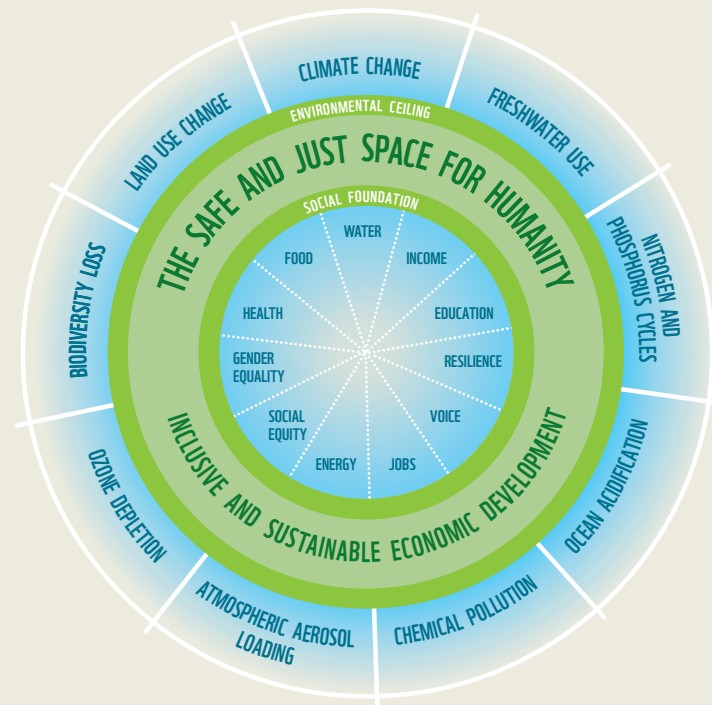 CLIMATE CHANGE
FRESHWATER USE
NITROGEN AND
PHOSPHORUS CYCLES
OCEAN ACIDIFICATION
CHEMICAL POLLUTION
ATMOSPHERIC AEROSOL
LOADING
OZONE DEPLETION
BIODIVERSITY LOSS
LAND USE CHANGE
ENVIRONMENTAL CEILING
THE SAFE AND JUST SPACE FOR HUMANITY
SOCIAL FOUNDATION
WATER
INCOME
EDUCATION
RESILIENCE
VOICE
JOBS
ENERGY
SOCIAL
EQUITY
GENDER
EQUALITY
HEALTH
FOOD
INCLUSIVE AND SUSTAINABLE ECONOMIC DEVELOPMENT